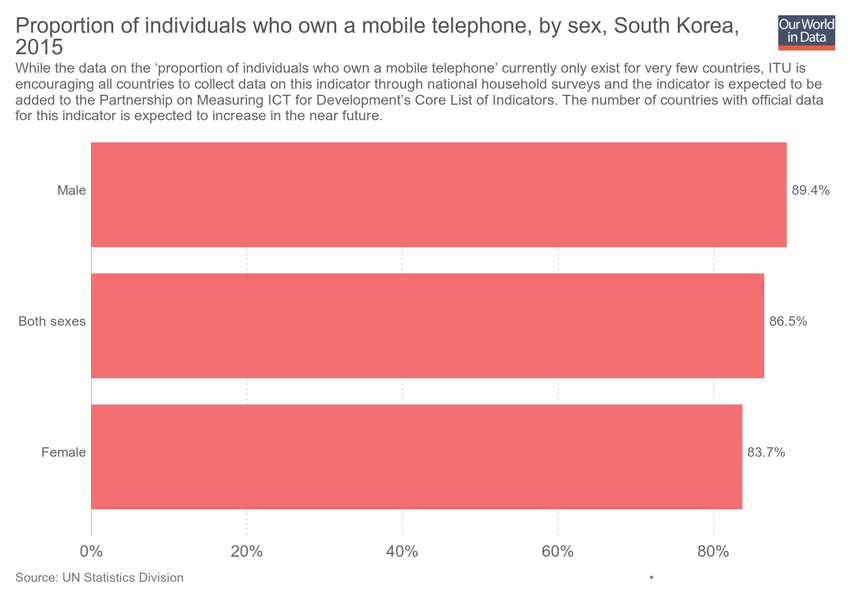 Proportion of individuals who own a mobile telephone, by sex, South Korea,
2015
Our World
in Data
While the data on the ‘proportion of individuals who own a mobile telephone’ currently only exist for very few countries, ITU is
encouraging all countries to collect data on this indicator through national household surveys and the indicator is expected to be
added to the Partnership on Measuring ICT for Development’s Core List of Indicators. The number of countries with official data
for this indicator is expected to increase in the near future.
Male
89.4%
Both sexes
86.5%
Female
83.7%
0%
20%
40%
60%
80%
Source: UN Statistics Division
•